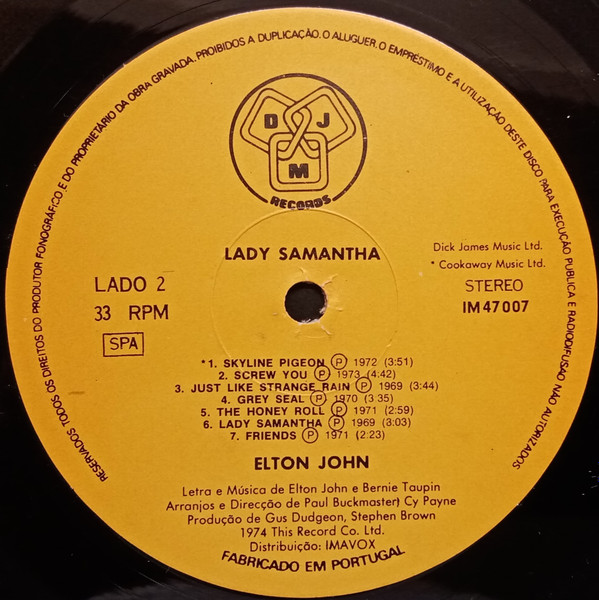 RESERVADOS TODOS OS DIREITOS DO PRODUTOR FONOGRÁFICO E DO PROPRIETÁRIO DA OBRA GRAVADA. PROIBIDOS A DUPLICAÇÃO. O ALUGUER. O EMPRÉSTIMO E A UTILIZAÇÃO DESTE DISCO PARA EXECUÇÃO PUBLICA E RADIODIFUSÃO NÃO AUTORIZADOS
D J
M
RECORDS
LADY SAMANTHA
Dick James Music Ltd.
* Cookaway Music Ltd.
LADO 2
STEREO
33 RPM
IM 47007
SPA
*1. SKYLINE PIGEON Ⓟ 1972 (3:51)
2. SCREW YOU Ⓟ 1973 (4:42)
3. JUST LIKE STRANGE RAIN Ⓟ 1969 (3:44)
4. GREY SEAL Ⓟ 1970 (3 35)
5. THE HONEY ROLL Ⓟ 1971 (2:59)
6. LADY SAMANTHA Ⓟ 1969 (3:03)
7. FRIENDS Ⓟ 1971 (2:23)
ELTON JOHN
Letra e Música de Elton John e Bernie Taupin
Arranjos e Direcção de Paul Buckmaster) Cy Payne
Produção de Gus Dudgeon, Stephen Brown
1974 This Record Co. Ltd.
Distribuição: IMAVOX
FABRICADO EM PORTUGAL